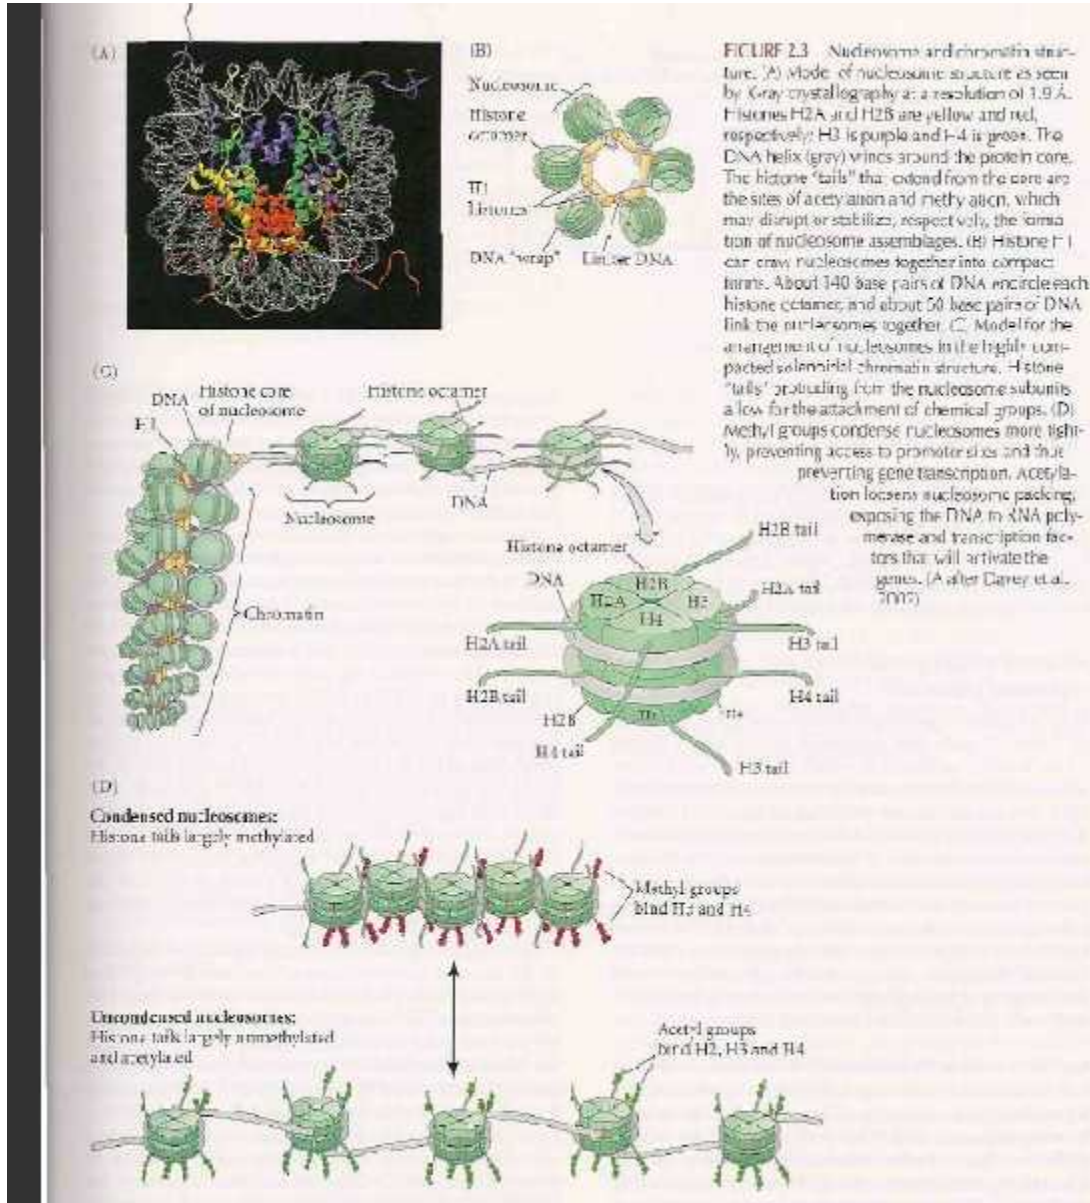 (A)
(B)
Nucleosome
Histone
octamer
H1
histones
DNA "wrap" Linker DNA
FIGURE 2.3 Nucleosome and chromatin struc-
ture. (A) Model of nucleosome structure as seen
by X-ray crystallography at a resolution of 1.9 Å.
Histones H2A and H2B are yellow and red,
respectively; H3 is purple and H4 is green. The
DNA helix (gray) winds around the protein core.
The histone "tails" that extend from the core are
the sites of acetylation and methylation, which
may disrupt or stabilize, respectively, the forma-
tion of nucleosome assemblages. (B) Histone H1
can draw nucleosomes together into compact
forms. About 140 base pairs of DNA encircle each
histone octamer, and about 60 base pairs of DNA
link the nucleosomes together. (C) Model for the
arrangement of nucleosomes in the highly com-
pacted solenoidal chromatin structure. Histone
"tails" protruding from the nucleosome subunits
allow for the attachment of chemical groups. (D)
Methyl groups condense nucleosomes more tight-
ly, preventing access to promoter sites and thus
preventing gene transcription. Acetyla-
tion loosens nucleosome packing,
exposing the DNA to RNA poly-
merase and transcription fac-
tors that will activate the
genes. (A after Davey et al.
2002)
(C)
DNA
Histone core
of nucleosome
Histone octamer
H1
Nucleosome
DNA
Chromatin
Histone octamer
DNA
H2B tail
H2A tail
H2B
H2A H3
H4
H2A tail
H3 tail
H2B tail
H4 tail
H2B
H4
H4 tail
H3 tail
(D)
Condensed nucleosomes:
Histone tails largely methylated
Methyl groups
bind H3 and H4
Uncondensed nucleosomes:
Histone tails largely unmethylated
and acetylated
Acetyl groups
bind H2, H3 and H4